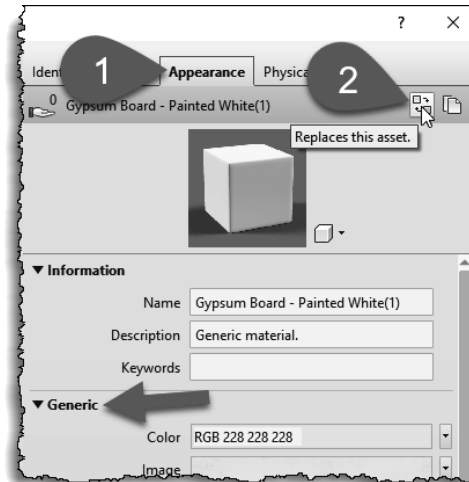 ?
1
Appearance
2
0
Gypsum Board - Painted White(1)
Replaces this asset.
Information
Name
Gypsum Board - Painted White(1)
Description
Generic material.
Keywords
Generic
Color
RGB 228 228 228
Image